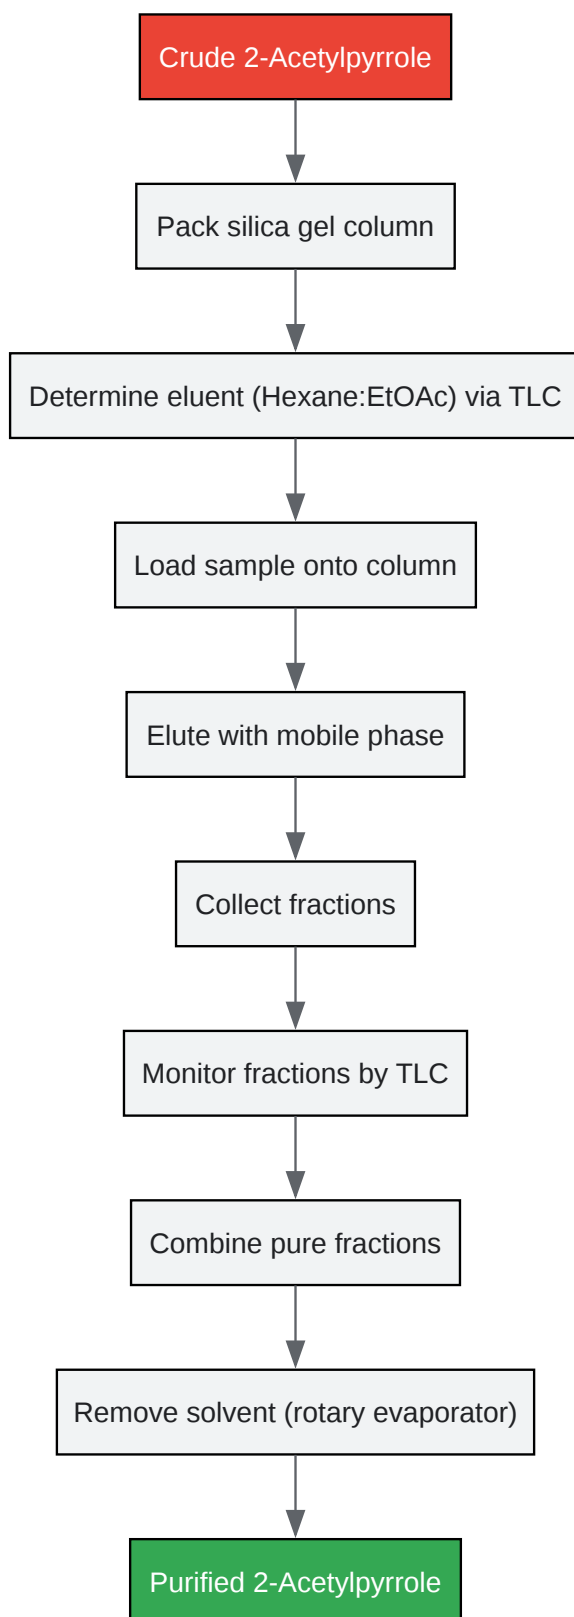 Crude 2-Acetylpyrrole
Pack silica gel column
Determine eluent (Hexane:EtOAc) via TLC
Load sample onto column
Elute with mobile phase
Collect fractions
Monitor fractions by TLC
Combine pure fractions
Remove solvent (rotary evaporator)
Purified 2-Acetylpyrrole